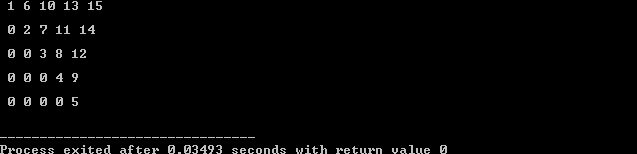 1 6 10 13 15
0 2 7 11 14
0 0 3 8 12
0 0 0 4 9
0 0 0 0 5
--------------------------------
Process exited after 0.03493 seconds with return value 0